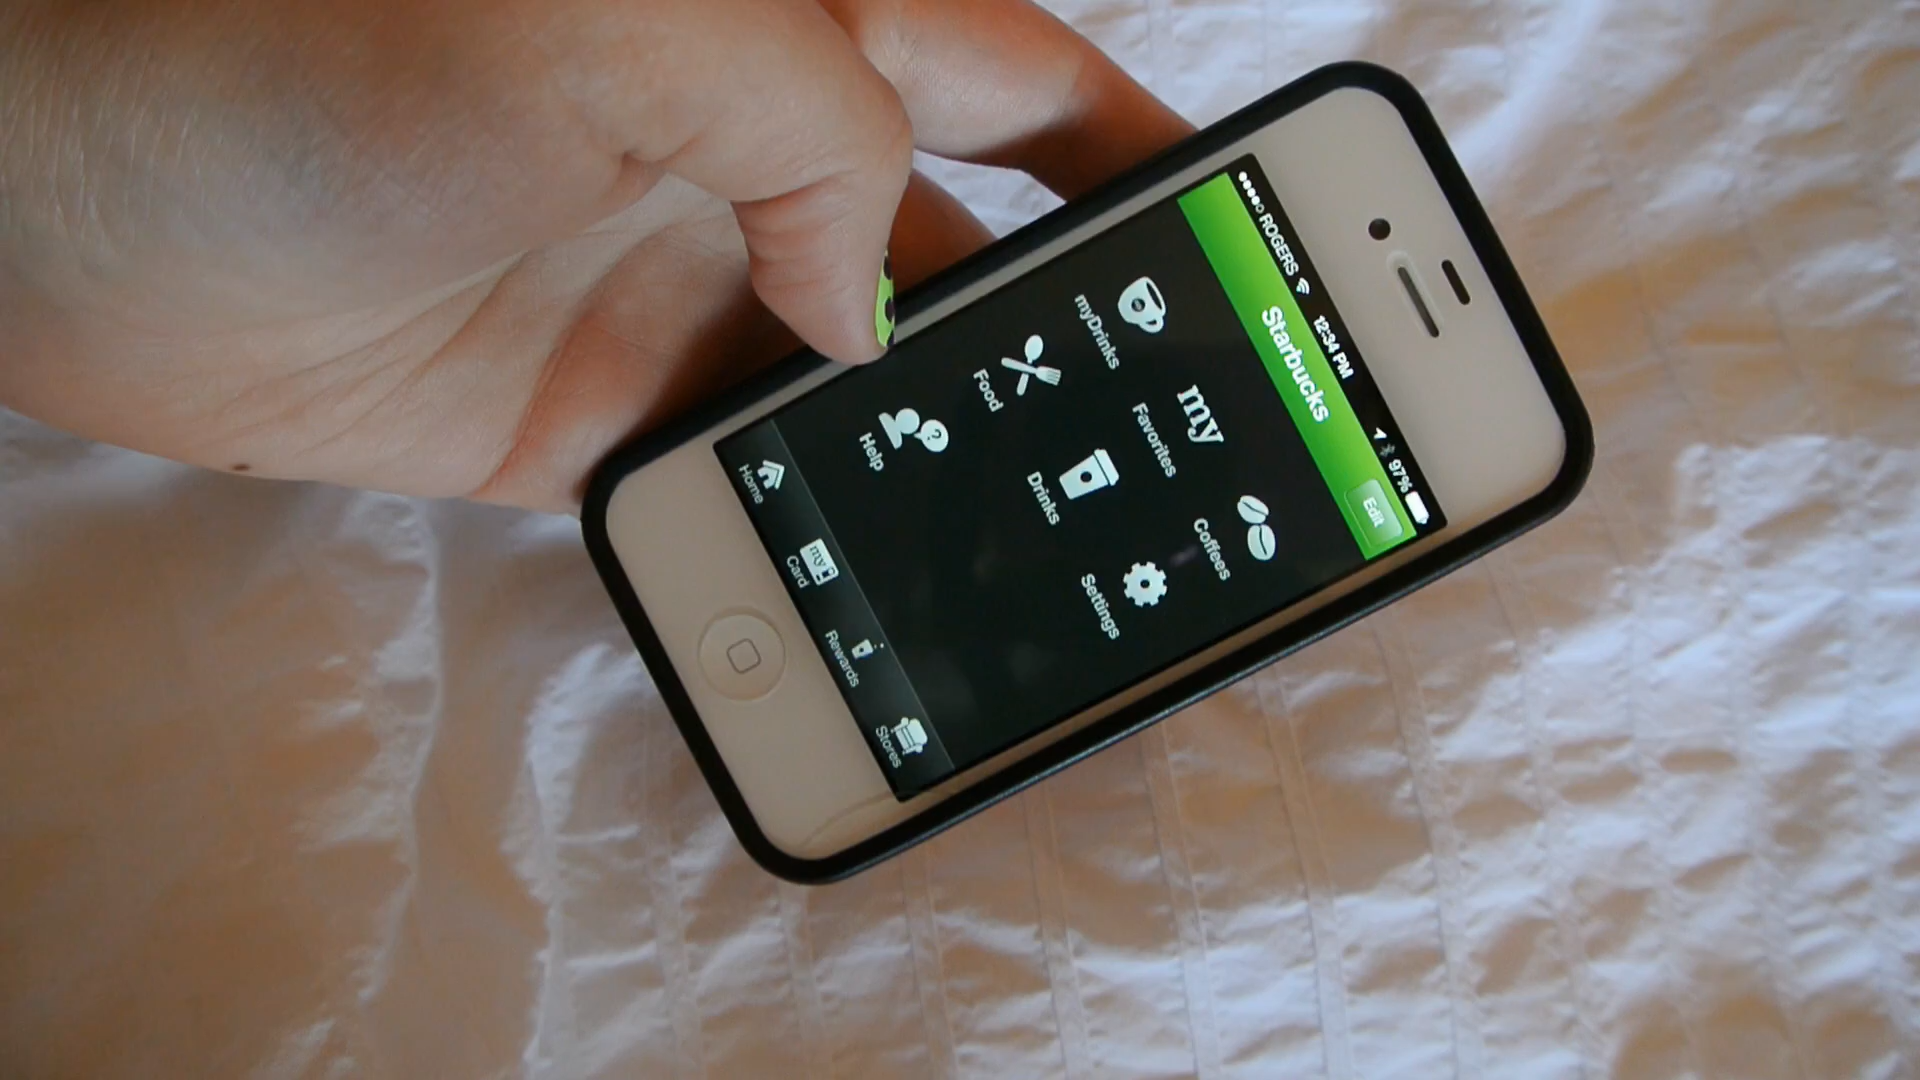 ROGERS 12:34 PM 97%
Starbucks Edit
myDrinks
my
Favorites
Coffees
Food
Drinks
Settings
Help
Home
my
Card
Rewards
Stores